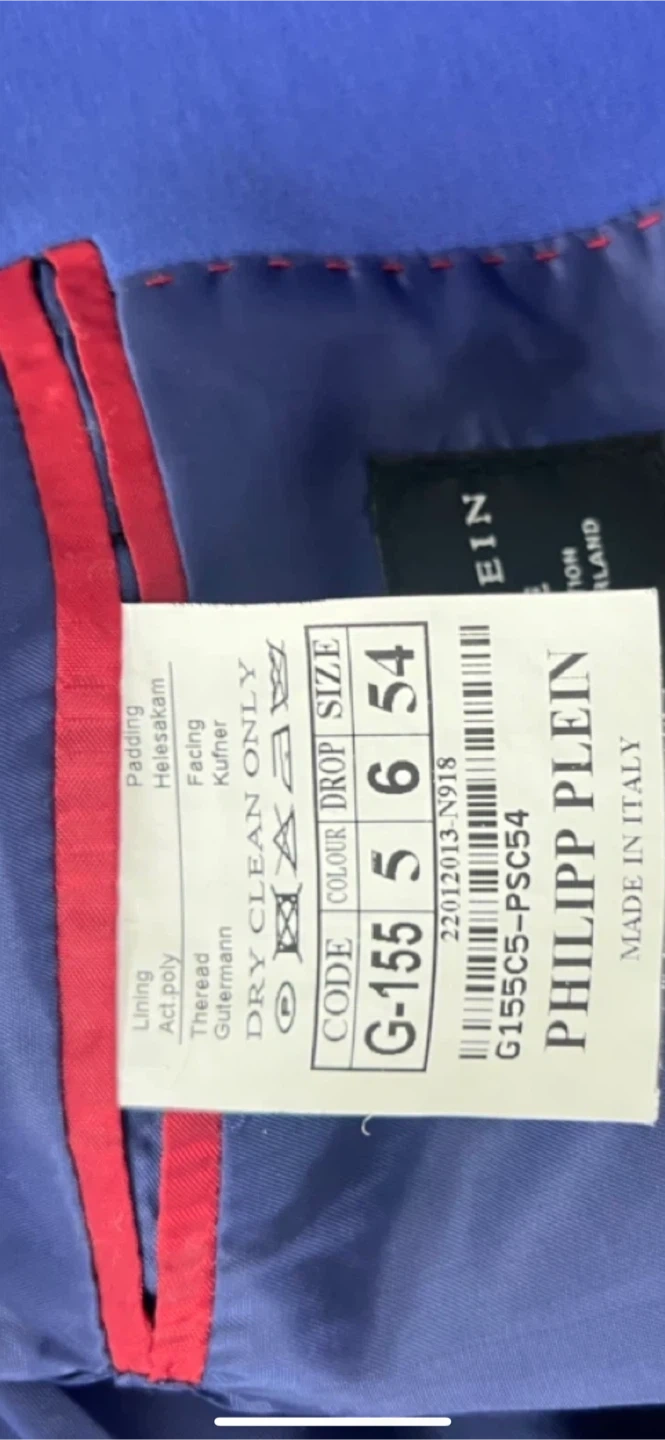 Lining Padding
Act.poly Helesakam
Theread Facing
Gutermann Kufner
DRY CLEAN ONLY
P
CODE COLOUR DROP SIZE
G-155 5 6 54
22012013-N918
G155C5-PSC54
PHILIPP PLEIN
MADE IN ITALY
EIN